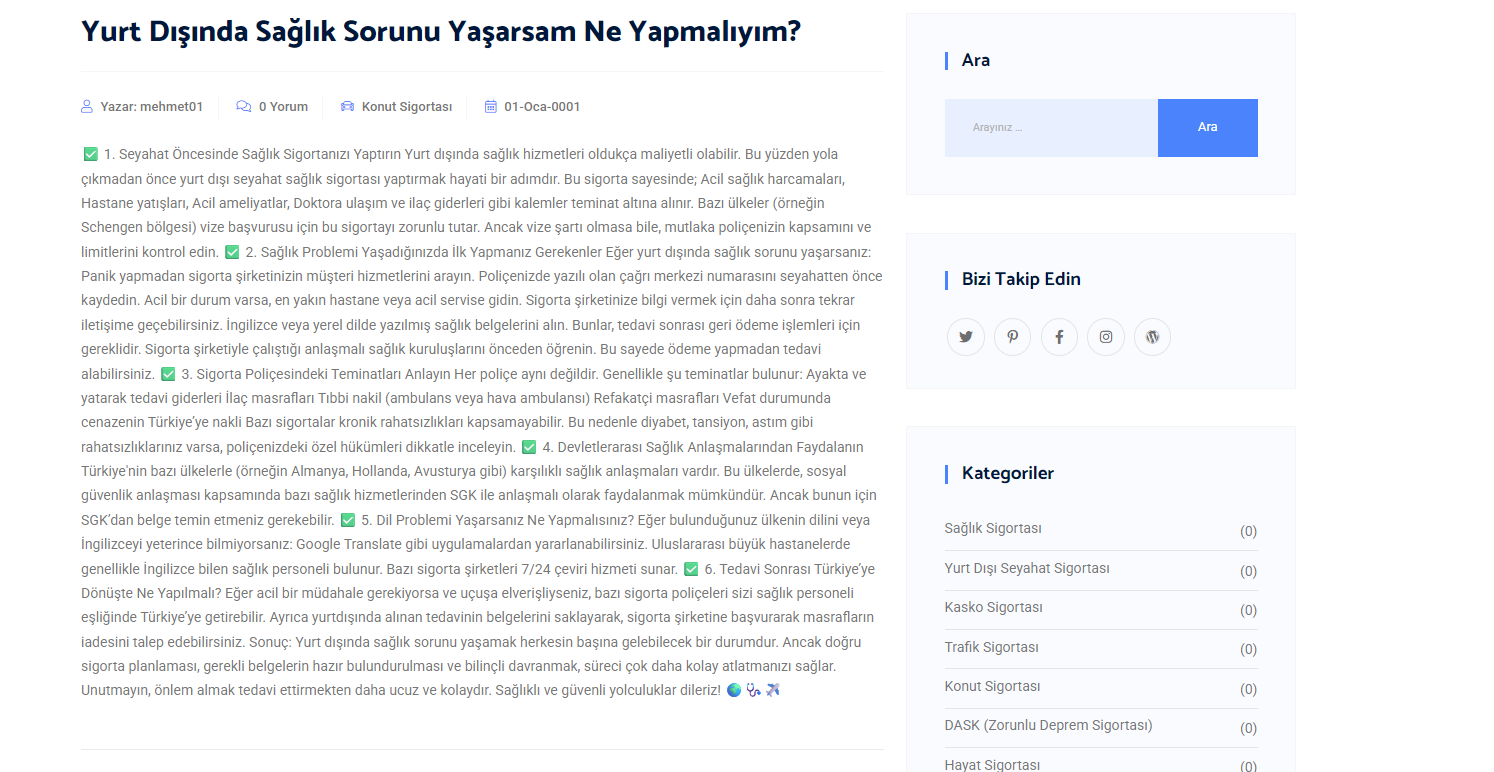 Yurt Dışında Sağlık Sorunu Yaşarsam Ne Yapmalıyım?
Yazar: mehmet01
0 Yorum
Konut Sigortası
01-Oca-0001
✅ 1. Seyahat Öncesinde Sağlık Sigortanızı Yaptırın Yurt dışında sağlık hizmetleri oldukça maliyetli olabilir. Bu yüzden yola
çıkmadan önce yurt dışı seyahat sağlık sigortası yaptırmak hayati bir adımdır. Bu sigorta sayesinde; Acil sağlık harcamaları,
Hastane yatışları, Acil ameliyatlar, Doktora ulaşım ve ilaç giderleri gibi kalemler teminat altına alınır. Bazı ülkeler (örneğin
Schengen bölgesi) vize başvurusu için bu sigortayı zorunlu tutar. Ancak vize şartı olmasa bile, mutlaka poliçenizin kapsamını ve
limitlerini kontrol edin. ✅ 2. Sağlık Problemi Yaşadığınızda İlk Yapmanız Gerekenler Eğer yurt dışında sağlık sorunu yaşarsanız:
Panik yapmadan sigorta şirketinizin müşteri hizmetlerini arayın. Poliçenizde yazılı olan çağrı merkezi numarasını seyahatten önce
kaydedin. Acil bir durum varsa, en yakın hastane veya acil servise gidin. Sigorta şirketinize bilgi vermek için daha sonra tekrar
iletişime geçebilirsiniz. İngilizce veya yerel dilde yazılmış sağlık belgelerini alın. Bunlar, tedavi sonrası geri ödeme işlemleri için
gereklidir. Sigorta şirketiyle çalıştığı anlaşmalı sağlık kuruluşlarını önceden öğrenin. Bu sayede ödeme yapmadan tedavi
alabilirsiniz. ✅ 3. Sigorta Poliçesindeki Teminatları Anlayın Her poliçe aynı değildir. Genellikle şu teminatlar bulunur: Ayakta ve
yatarak tedavi giderleri İlaç masrafları Tıbbi nakil (ambulans veya hava ambulansı) Refakatçi masrafları Vefat durumunda
cenazenin Türkiye’ye nakli Bazı sigortalar kronik rahatsızlıkları kapsamayabilir. Bu nedenle diyabet, tansiyon, astım gibi
rahatsızlıklarınız varsa, poliçenizdeki özel hükümleri dikkatle inceleyin. ✅ 4. Devletlerarası Sağlık Anlaşmalarından Faydalanın
Türkiye'nin bazı ülkelerle (örneğin Almanya, Hollanda, Avusturya gibi) karşılıklı sağlık anlaşmaları vardır. Bu ülkelerde, sosyal
güvenlik anlaşması kapsamında bazı sağlık hizmetlerinden SGK ile anlaşmalı olarak faydalanmak mümkündür. Ancak bunun için
SGK’dan belge temin etmeniz gerekebilir. ✅ 5. Dil Problemi Yaşarsanız Ne Yapmalısınız? Eğer bulunduğunuz ülkenin dilini veya
İngilizceyi yeterince bilmiyorsanız: Google Translate gibi uygulamalardan yararlanabilirsiniz. Uluslararası büyük hastanelerde
genellikle İngilizce bilen sağlık personeli bulunur. Bazı sigorta şirketleri 7/24 çeviri hizmeti sunar. ✅ 6. Tedavi Sonrası Türkiye’ye
Dönüşte Ne Yapılmalı? Eğer acil bir müdahale gerekiyorsa ve uçuşa elverişliyseniz, bazı sigorta poliçeleri sizi sağlık personeli
eşliğinde Türkiye’ye getirebilir. Ayrıca yurtdışında alınan tedavinin belgelerini saklayarak, sigorta şirketine başvurarak masrafların
iadesini talep edebilirsiniz. Sonuç: Yurt dışında sağlık sorunu yaşamak herkesin başına gelebilecek bir durumdur. Ancak doğru
sigorta planlaması, gerekli belgelerin hazır bulundurulması ve bilinçli davranmak, süreci çok daha kolay atlatmanızı sağlar.
Unutmayın, önlem almak tedavi ettirmekten daha ucuz ve kolaydır. Sağlıklı ve güvenli yolculuklar dileriz! 🌍🩺✈️
Ara
Arayınız ...
Ara
Bizi Takip Edin
Kategoriler
Sağlık Sigortası (0)
Yurt Dışı Seyahat Sigortası (0)
Kasko Sigortası (0)
Trafik Sigortası (0)
Konut Sigortası (0)
DASK (Zorunlu Deprem Sigortası) (0)
Hayat Sigortası (0)